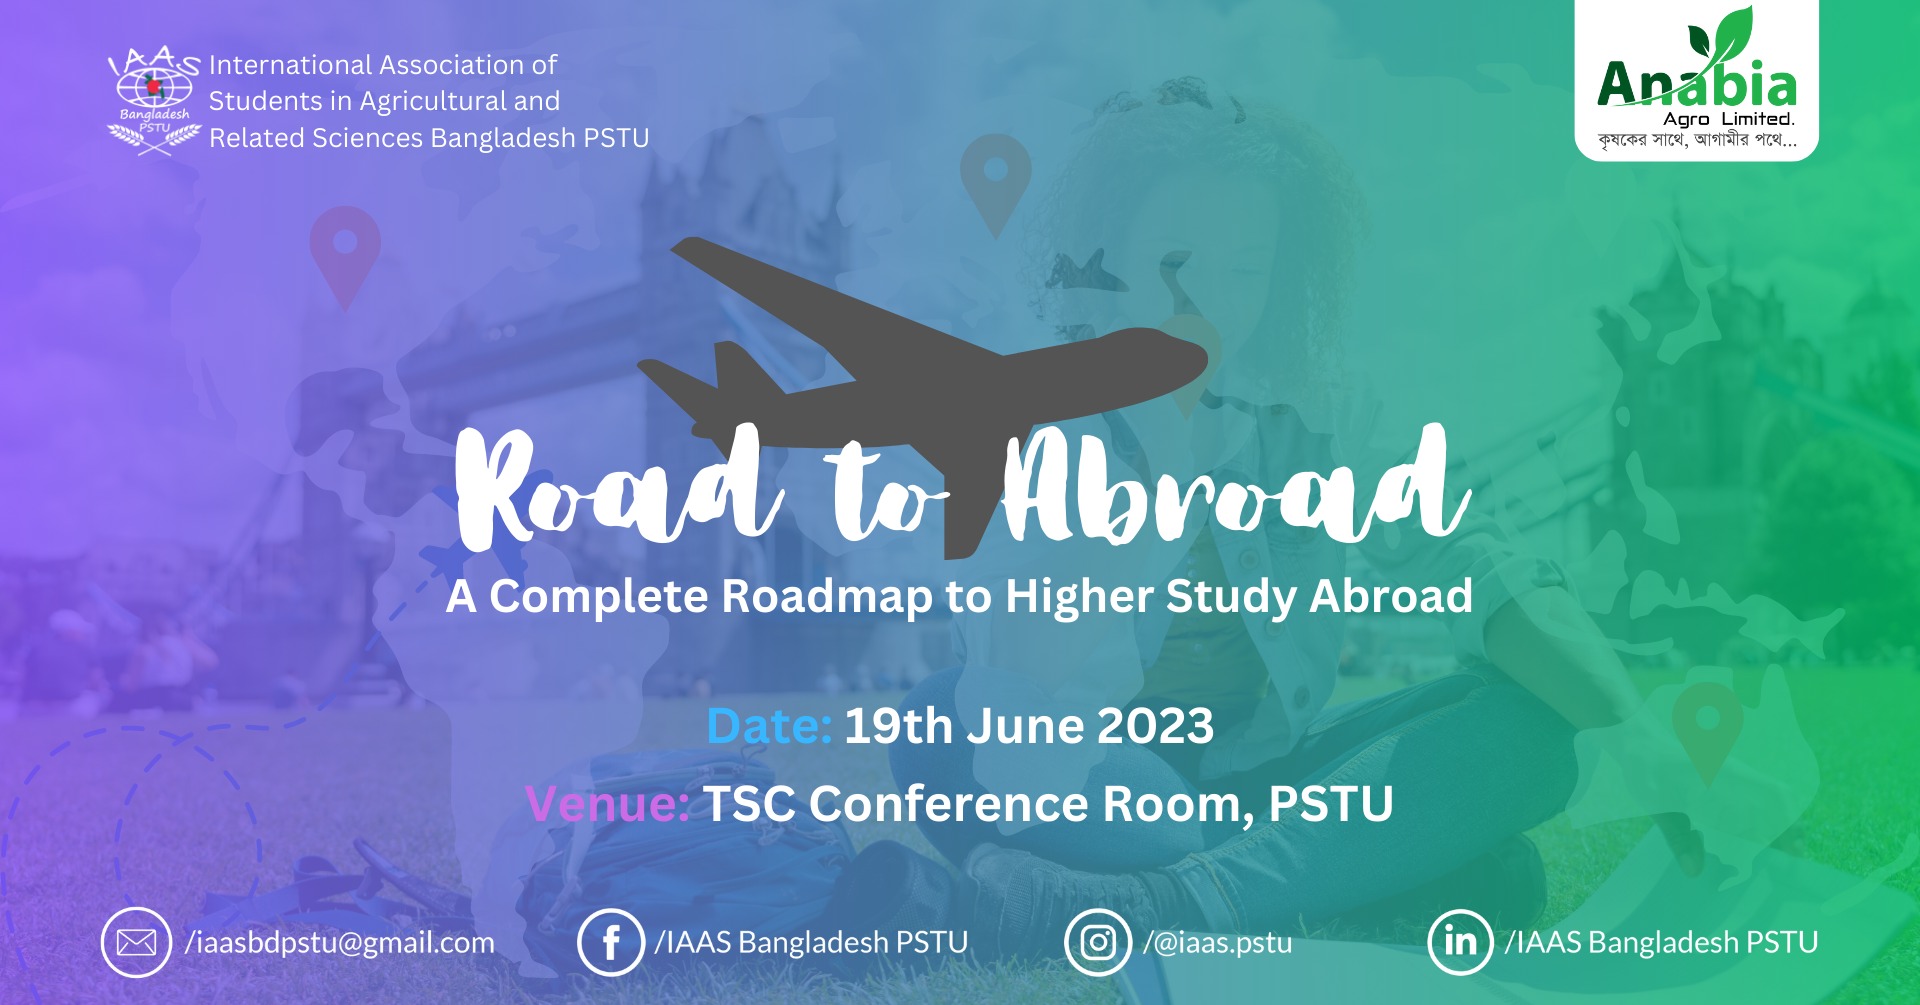 IAAS
Bangladesh
PSTU
International Association of
Students in Agricultural and
Related Sciences Bangladesh PSTU
Anabia
Agro Limited.
কৃষকের সাথে, আগামীর পথে...
Road to Abroad
A Complete Roadmap to Higher Study Abroad
Date: 19th June 2023
Venue: TSC Conference Room, PSTU
/iaasbdpstu@gmail.com
/IAAS Bangladesh PSTU
/@iaas.pstu
/IAAS Bangladesh PSTU